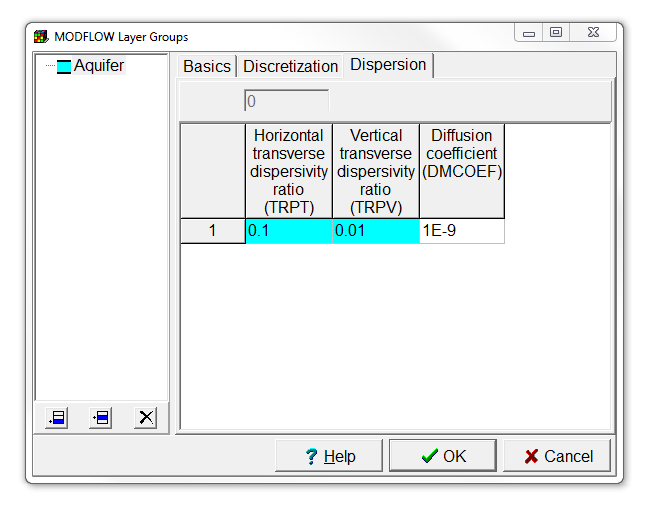 MODFLOW Layer Groups
Aquifer
Basics Discretization Dispersion
0
Horizontal transverse dispersivity ratio (TRPT)
Vertical transverse dispersivity ratio (TRPV)
Diffusion coefficient (DMCOEF)
1 0.1 0.01 1E-9
? Help OK Cancel